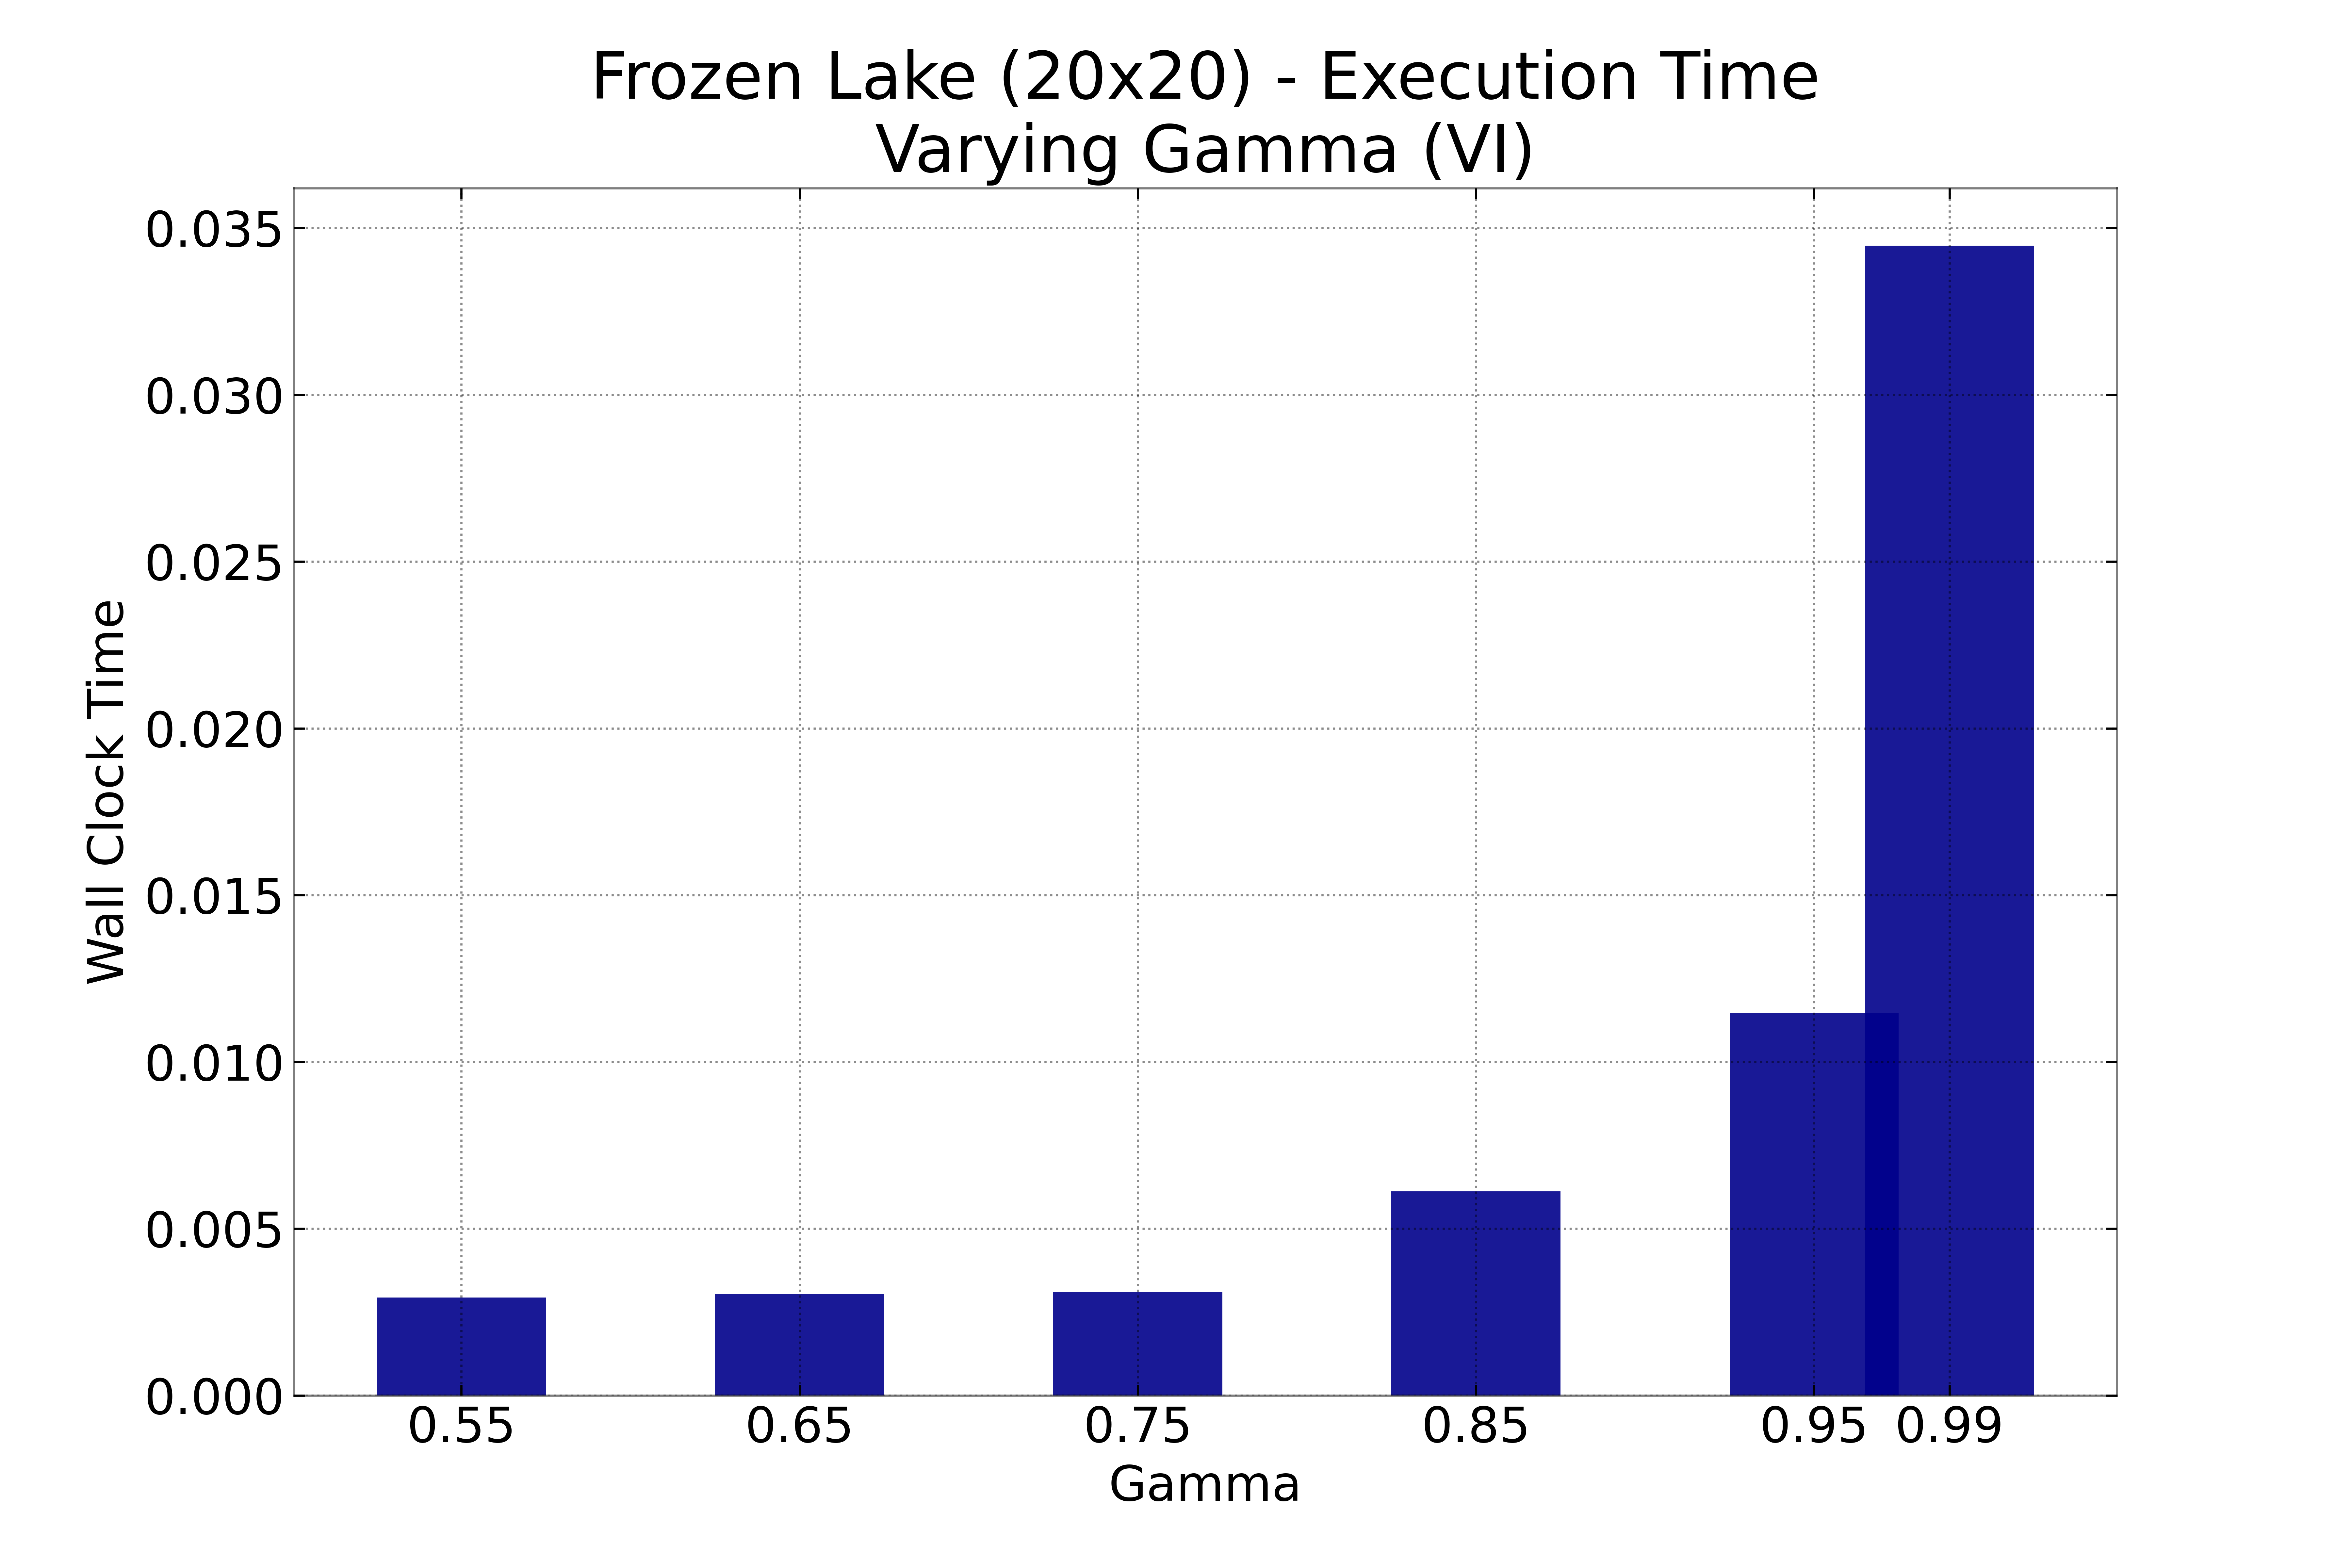 Frozen Lake (20x20) - Execution Time
Varying Gamma (VI)
0.035
0.030
0.025
0.020
0.015
0.010
0.005
0.000
Wall Clock Time
0.55 0.65 0.75 0.85 0.95 0.99
Gamma